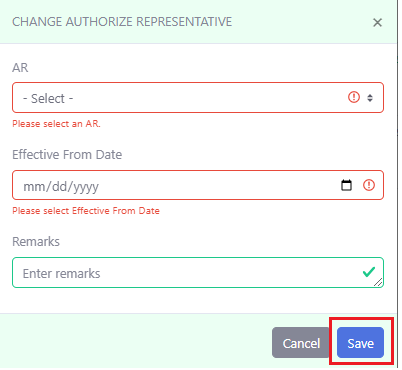 CHANGE AUTHORIZE REPRESENTATIVE
AR
- Select -
Please select an AR.
Effective From Date
mm/dd/yyyy
Please select Effective From Date
Remarks
Enter remarks
Cancel Save